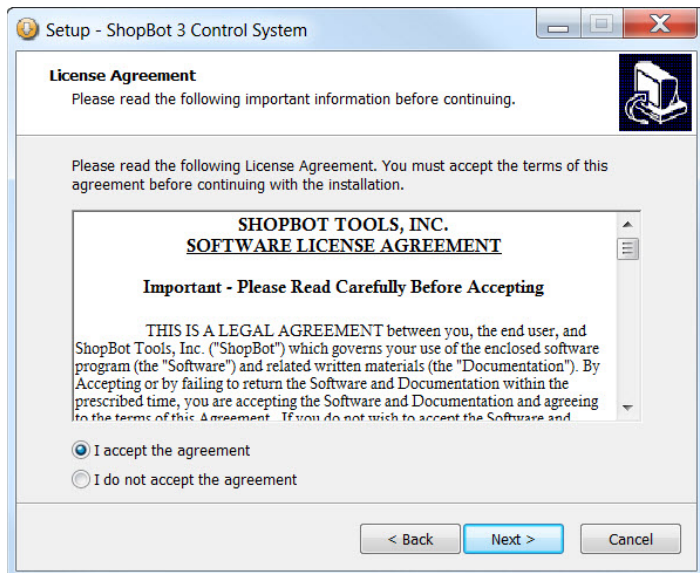 Setup - ShopBot 3 Control System
License Agreement
Please read the following important information before continuing.
Please read the following License Agreement. You must accept the terms of this
agreement before continuing with the installation.
SHOPBOT TOOLS, INC.
SOFTWARE LICENSE AGREEMENT
Important - Please Read Carefully Before Accepting
THIS IS A LEGAL AGREEMENT between you, the end user, and
ShopBot Tools, Inc. ("ShopBot") which governs your use of the enclosed software
program (the "Software") and related written materials (the "Documentation"). By
Accepting or by failing to return the Software and Documentation within the
prescribed time, you are accepting the Software and Documentation and agreeing
to the terms of this Agreement. If you do not wish to accept the Software and
I accept the agreement
I do not accept the agreement
< Back
Next >
Cancel